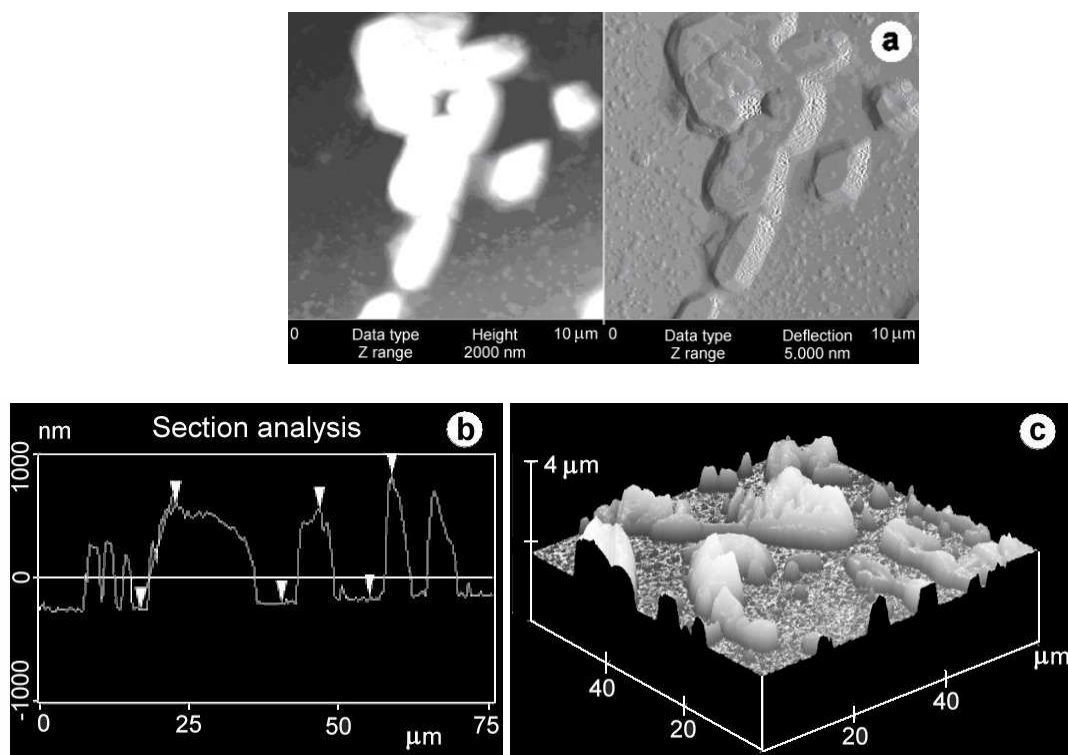 a
0 Data type Height 10 μm 0 Data type Deflection 10 μm
Z range 2000 nm Z range 5.000 nm
nm Section analysis b
1000
0
-1000
0 25 50 75
μm
c
4 μm
μm
40 40
20 20